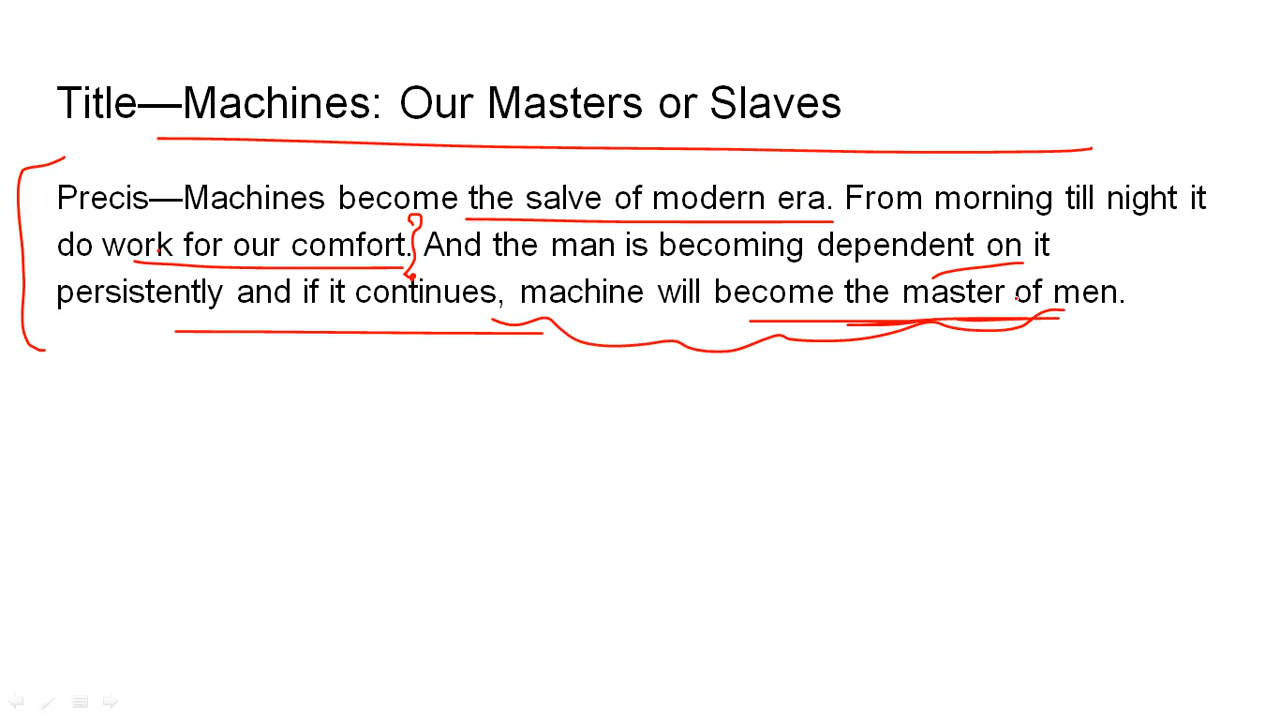 Title—Machines: Our Masters or Slaves
Precis—Machines become the salve of modern era. From morning till night it
do work for our comfort. And the man is becoming dependent on it
persistently and if it continues, machine will become the master of men.